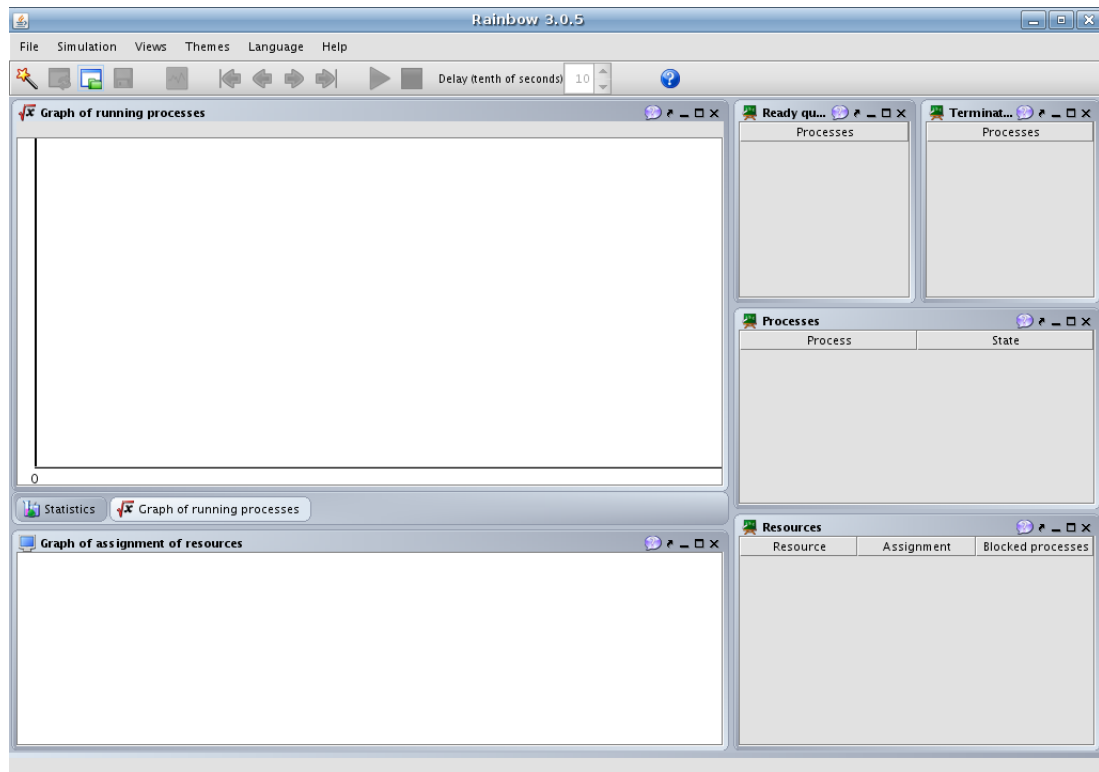 Rainbow 3.0.5
File Simulation Views Themes Language Help
Delay (tenth of seconds) 10
Graph of running processes
Ready qu...
Terminat...
Processes
Processes
0
Processes
Process State
Statistics Graph of running processes
Graph of assignment of resources
Resources
Resource Assignment Blocked processes